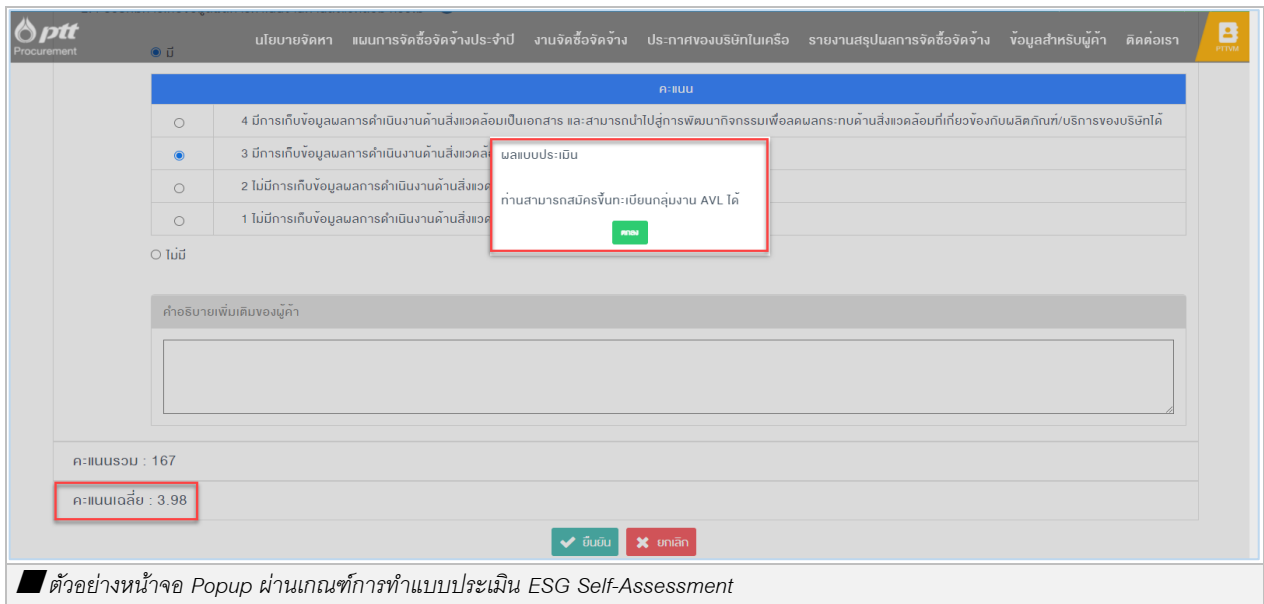 ptt
Procurement
นโยบายจัดหา แผนการจัดซื้อจัดจ้างประจำปี งานจัดซื้อจัดจ้าง ประกาศของบริษัทในเครือ รายงานสรุปผลการจัดซื้อจัดจ้าง ข้อมูลสำหรับผู้ค้า ติดต่อเรา
PTTVM
มี
คะแนน
4 มีการเก็บข้อมูลผลการดำเนินงานด้านสิ่งแวดล้อมเป็นเอกสาร และสามารถนำไปสู่การพัฒนากิจกรรมเพื่อลดผลกระทบด้านสิ่งแวดล้อมที่เกี่ยวข้องกับผลิตภัณฑ์/บริการของบริษัทได้
3 มีการเก็บข้อมูลผลการดำเนินงานด้านสิ่งแวดล้
2 ไม่มีการเก็บข้อมูลผลการดำเนินงานด้านสิ่งแวด
1 ไม่มีการเก็บข้อมูลผลการดำเนินงานด้านสิ่งแวด
ผลแบบประเมิน
ท่านสามารถสมัครขึ้นทะเบียนกลุ่มงาน AVL ได้
ตกลง
ไม่มี
คำอธิบายเพิ่มเติมของผู้ค้า
คะแนนรวม : 167
คะแนนเฉลี่ย : 3.98
ยืนยัน ยกเลิก
ตัวอย่างหน้าจอ Popup ผ่านเกณฑ์การทำแบบประเมิน ESG Self-Assessment